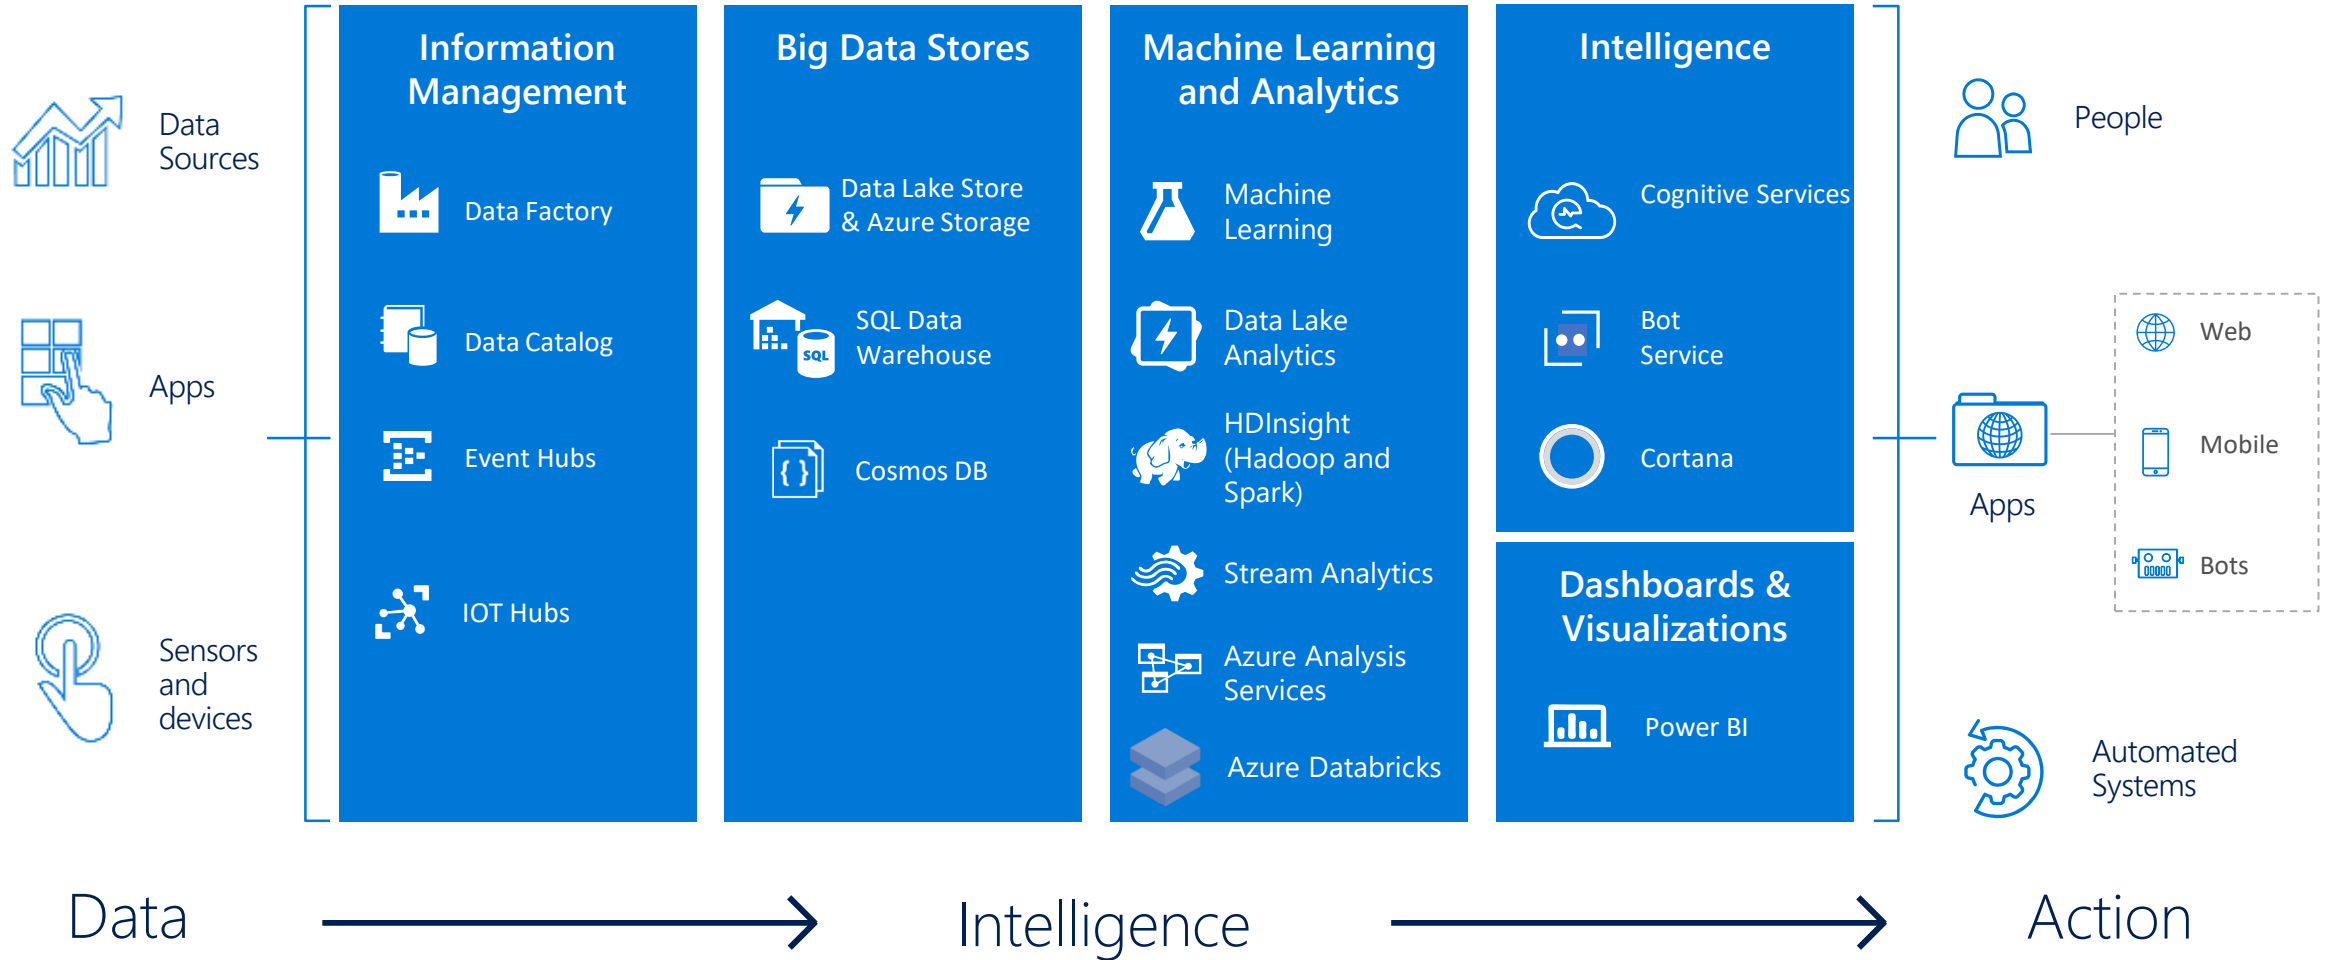 Data
Sources
Apps
Sensors
and
devices
Information
Management
Data Factory
Data Catalog
Event Hubs
IOT Hubs
Big Data Stores
Data Lake Store
& Azure Storage
SQL Data
Warehouse
SQL
Cosmos DB
Machine Learning
and Analytics
Machine
Learning
Data Lake
Analytics
HDInsight
(Hadoop and
Spark)
Stream Analytics
Azure Analysis
Services
Azure Databricks
Intelligence
Cognitive Services
Bot
Service
Cortana
Dashboards &
Visualizations
Power BI
People
Apps
Web
Mobile
Bots
Automated
Systems
Data
Intelligence
Action